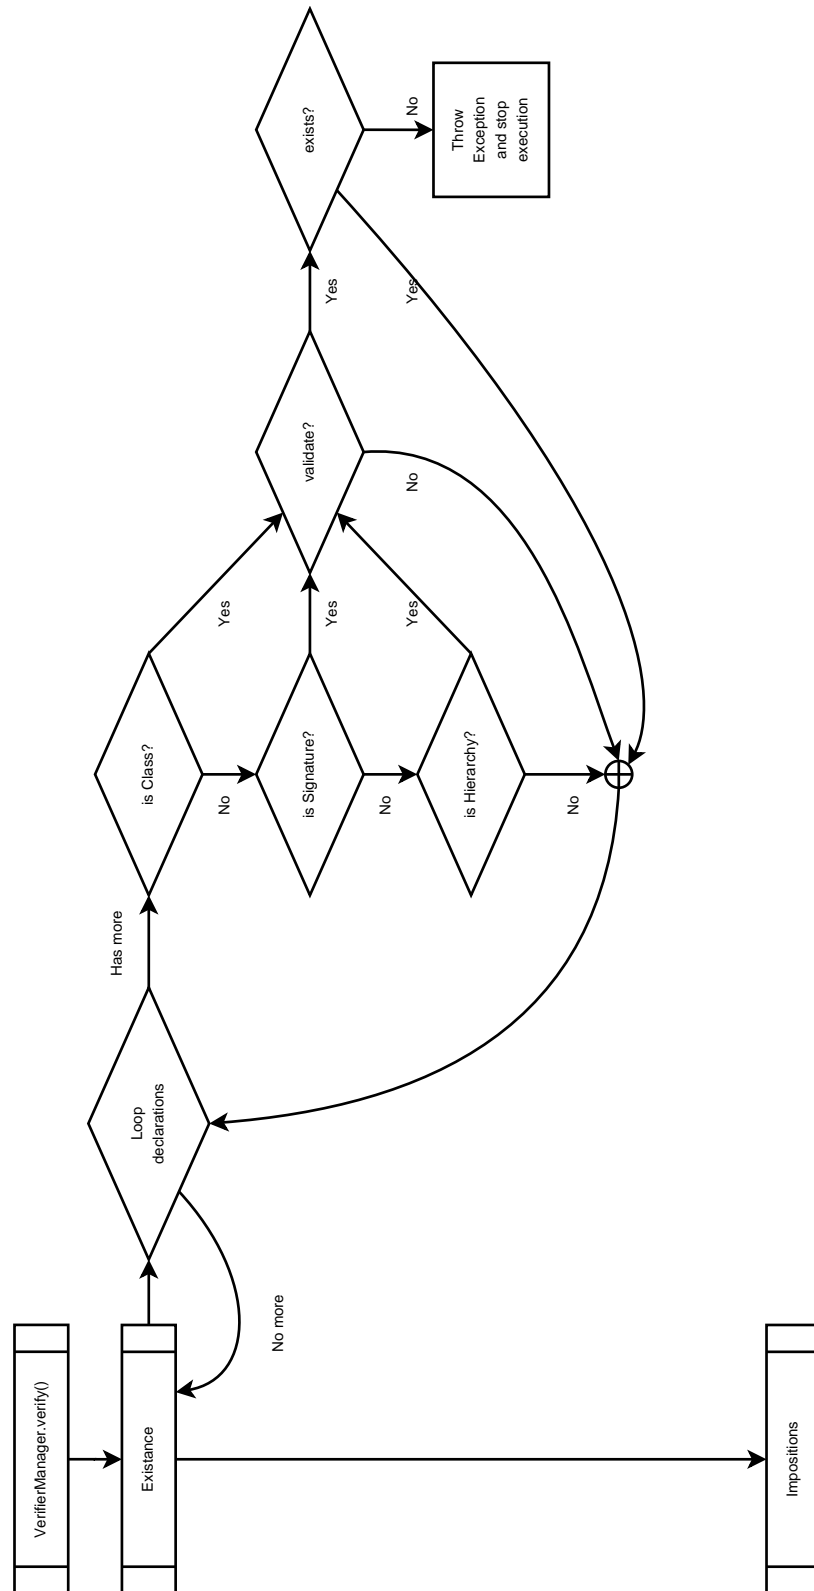 VerifierManager.verify()
Existance
Loop
declarations
Has more
No more
is Class?
Yes
No
is Signature?
Yes
No
is Hierarchy?
Yes
No
validate?
Yes
No
exists?
Yes
No
Throw
Exception
and stop
execution
Impositions